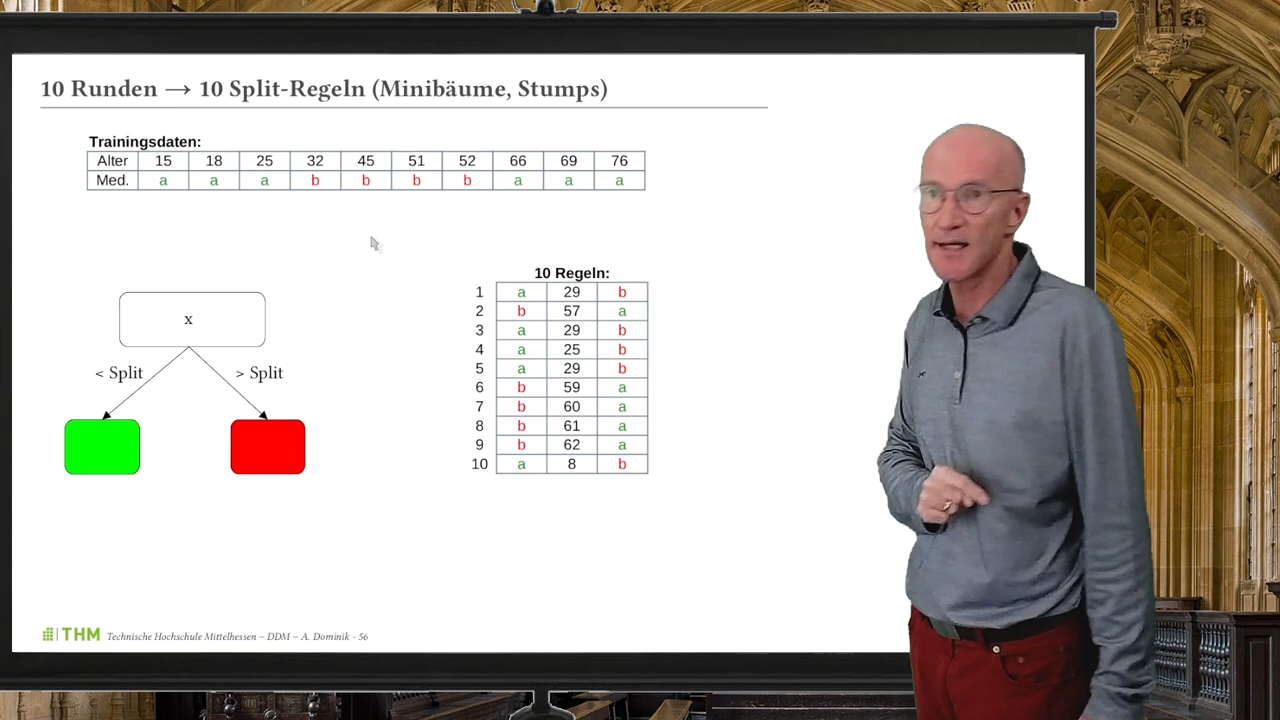 10 Runden → 10 Split-Regeln (Minibäume, Stumps)
Trainingsdaten:
Alter 15 18 25 32 45 51 52 66 69 76
Med. a a a b b b b a a a
x
< Split > Split
10 Regeln:
1 a 29 b
2 b 57 a
3 a 29 b
4 a 25 b
5 a 29 b
6 b 59 a
7 b 60 a
8 b 61 a
9 b 62 a
10 a 8 b
THM Technische Hochschule Mittelhessen – DDM – A. Dominik - 56